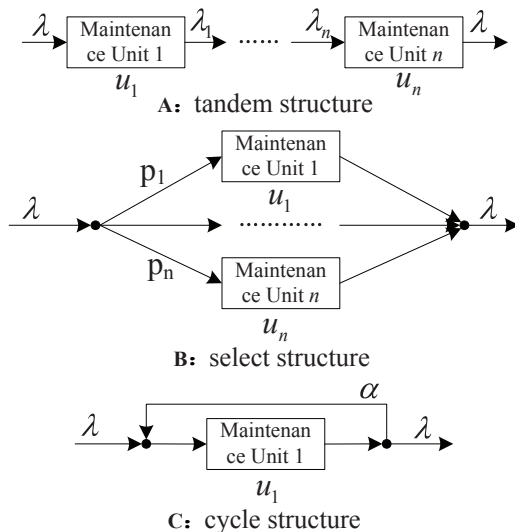 λ Maintenan λ₁ …… λₙ Maintenan λ
ce Unit 1 ce Unit n
u₁ uₙ
A: tandem structure
Maintenan
ce Unit 1
p₁
u₁
λ ………… λ
Maintenan
ce Unit n
pₙ
uₙ
B: select structure
α
λ Maintenan λ
ce Unit 1
u₁
C: cycle structure